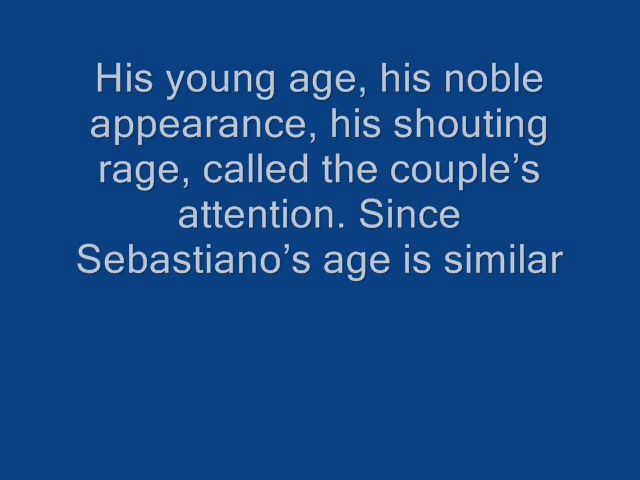 His young age, his noble
appearance, his shouting
rage, called the couple’s
attention. Since
Sebastiano’s age is similar